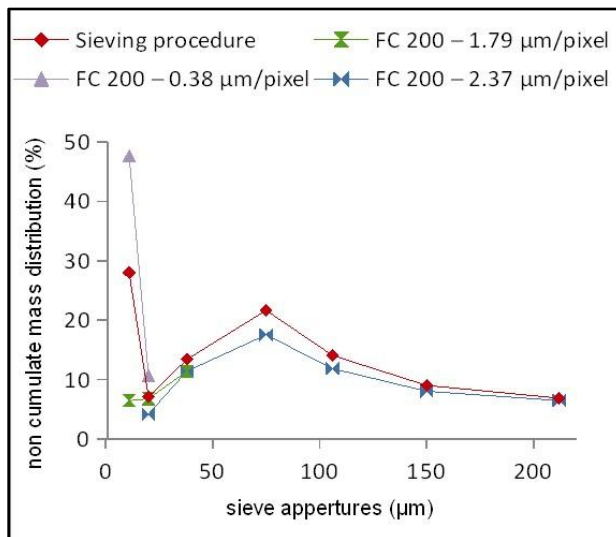 Sieving procedure FC 200 – 1.79 µm/pixel
FC 200 – 0.38 µm/pixel FC 200 – 2.37 µm/pixel
50
40
30
20
10
0
non cumulate mass distribution (%)
0 50 100 150 200
sieve appertures (µm)